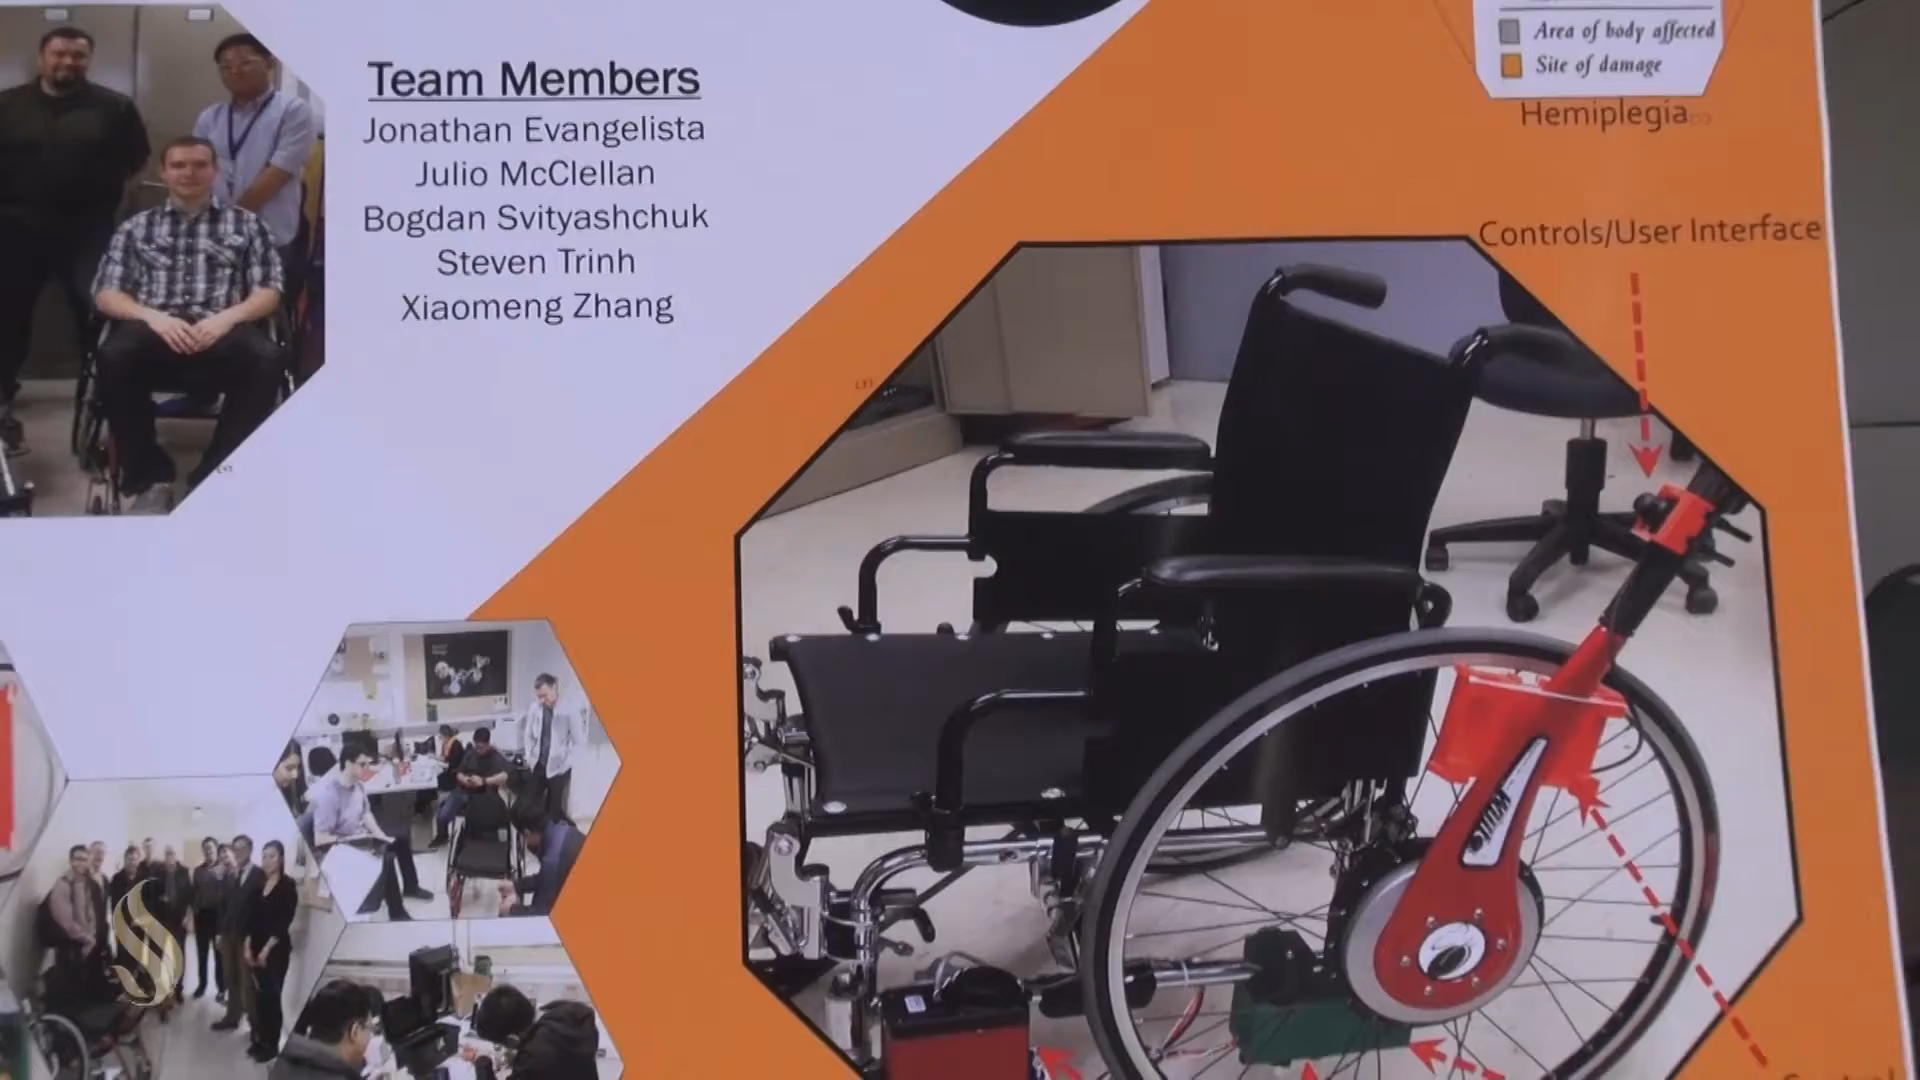 Team Members
Jonathan Evangelista
Julio McClellan
Bogdan Svityashchuk
Steven Trinh
Xiaomeng Zhang
Area of body affected
Site of damage
Hemiplegia
Controls/User Interface